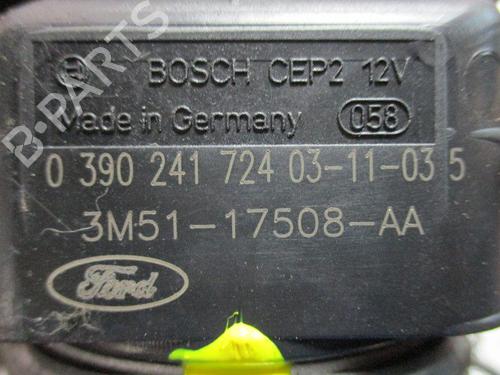 BOSCH CEP2 12V
Made in Germany 058
0 390 241 724 03-11-03 5
3M51-17508-AA
Ford
B-PARTS